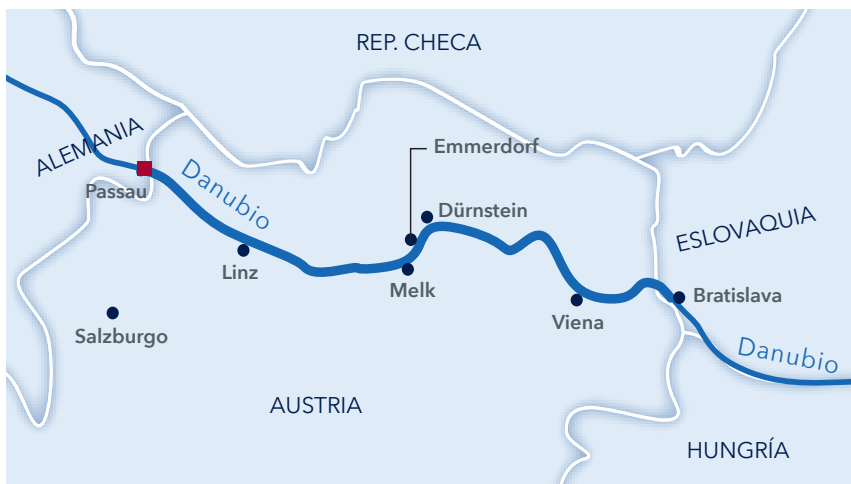 REP. CHECA
ALEMANIA
Emmerdorf
Passau
Danubio
Dürnstein
ESLOVAQUIA
Linz
Melk
Bratislava
Salzburgo
Viena
Danubio
AUSTRIA
HUNGRÍA